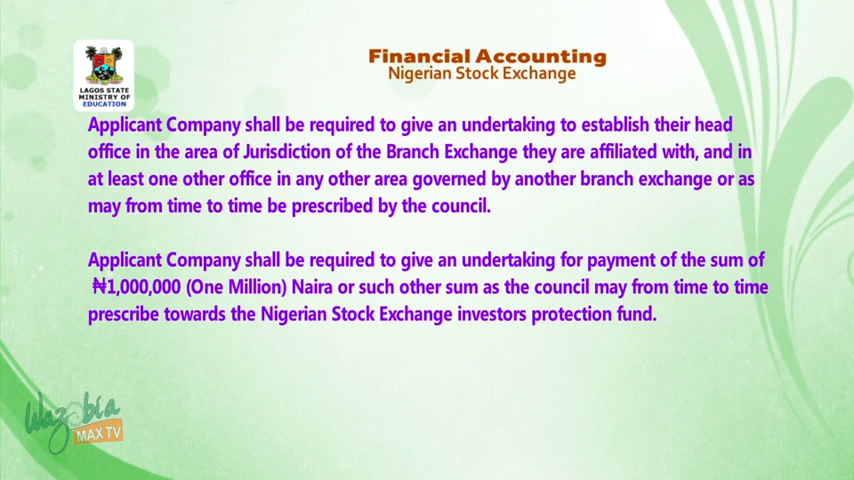 LAGOS STATE
MINISTRY OF
EDUCATION
Financial Accounting
Nigerian Stock Exchange
Applicant Company shall be required to give an undertaking to establish their head
office in the area of Jurisdiction of the Branch Exchange they are affiliated with, and in
at least one other office in any other area governed by another branch exchange or as
may from time to time be prescribed by the council.
Applicant Company shall be required to give an undertaking for payment of the sum of
₦1,000,000 (One Million) Naira or such other sum as the council may from time to time
prescribe towards the Nigerian Stock Exchange investors protection fund.
Wazobia
MAX TV